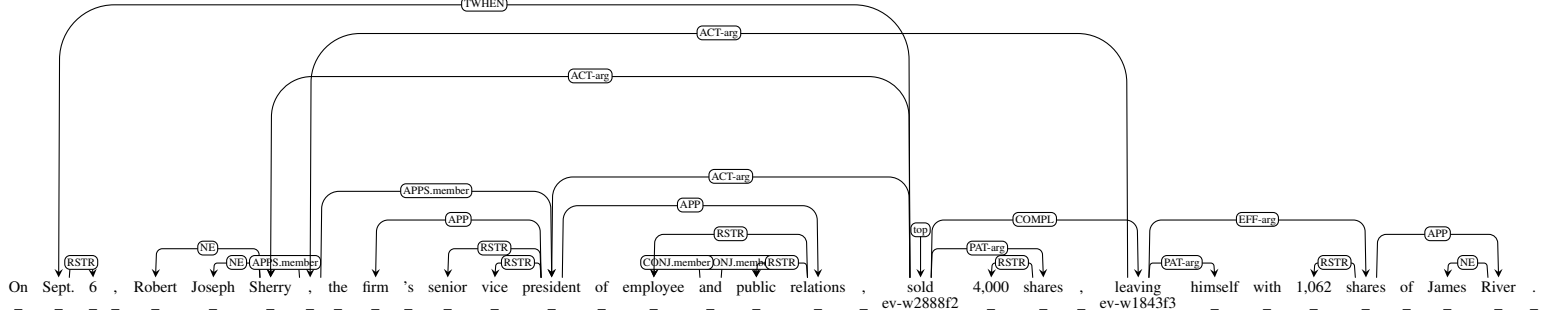 TWHEN
ACT-arg
ACT-arg
ACT-arg
APPS.member
APP
APP COMPL EFF-arg
top
RSTR APP
NE RSTR PAT-arg
RSTR NE APPS.member RSTR CONJ.member RSTR RSTR PAT-arg RSTR NE
On Sept. 6 , Robert Joseph Sherry , the firm 's senior vice president of employee and public relations , sold 4,000 shares , leaving himself with 1,062 shares of James River .
_ _ _ _ _ _ _ _ _ _ _ _ _ _ _ _ _ _ _ _ ev-w2888f2 _ _ _ ev-w1843f3 _ _ _ _ _ _ _ _